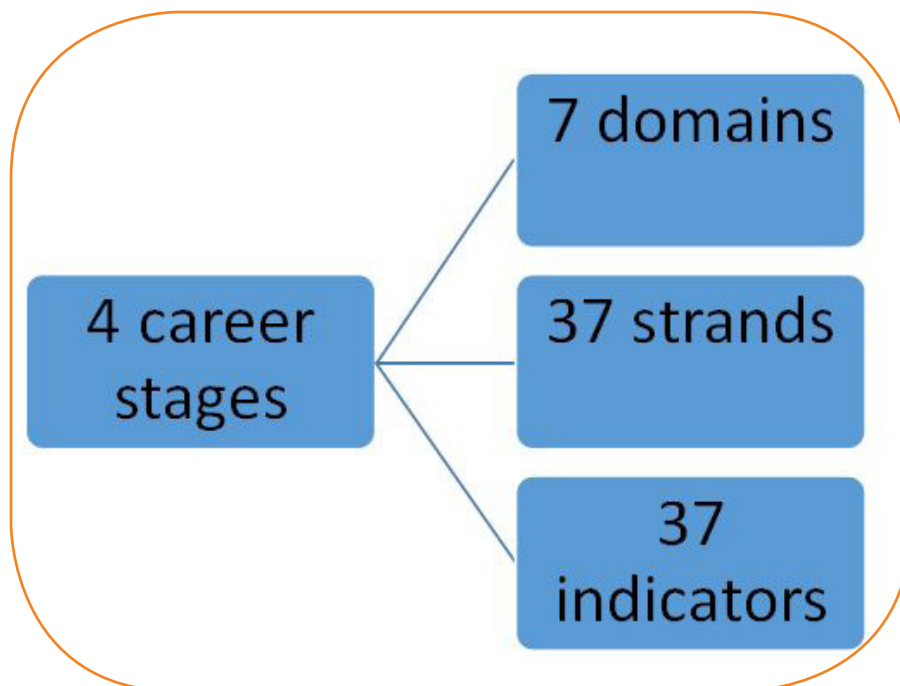 4 career
stages
7 domains
37 strands
37
indicators